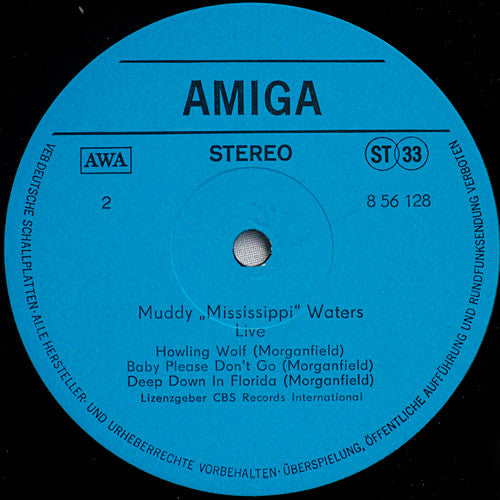 AMIGA
AWA
STEREO
ST 33
2
8 56 128
Muddy „Mississippi“ Waters
Live
Howling Wolf (Morganfield)
Baby Please Don't Go (Morganfield)
Deep Down In Florida (Morganfield)
Lizenzgeber CBS Records International
VEB DEUTSCHE SCHALLPLATTEN · ALLE HERSTELLER- UND URHEBERRECHTE VORBEHALTEN · ÜBERSPIELUNG, ÖFFENTLICHE AUFFÜHRUNG UND RUNDFUNKSENDUNG VERBOTEN